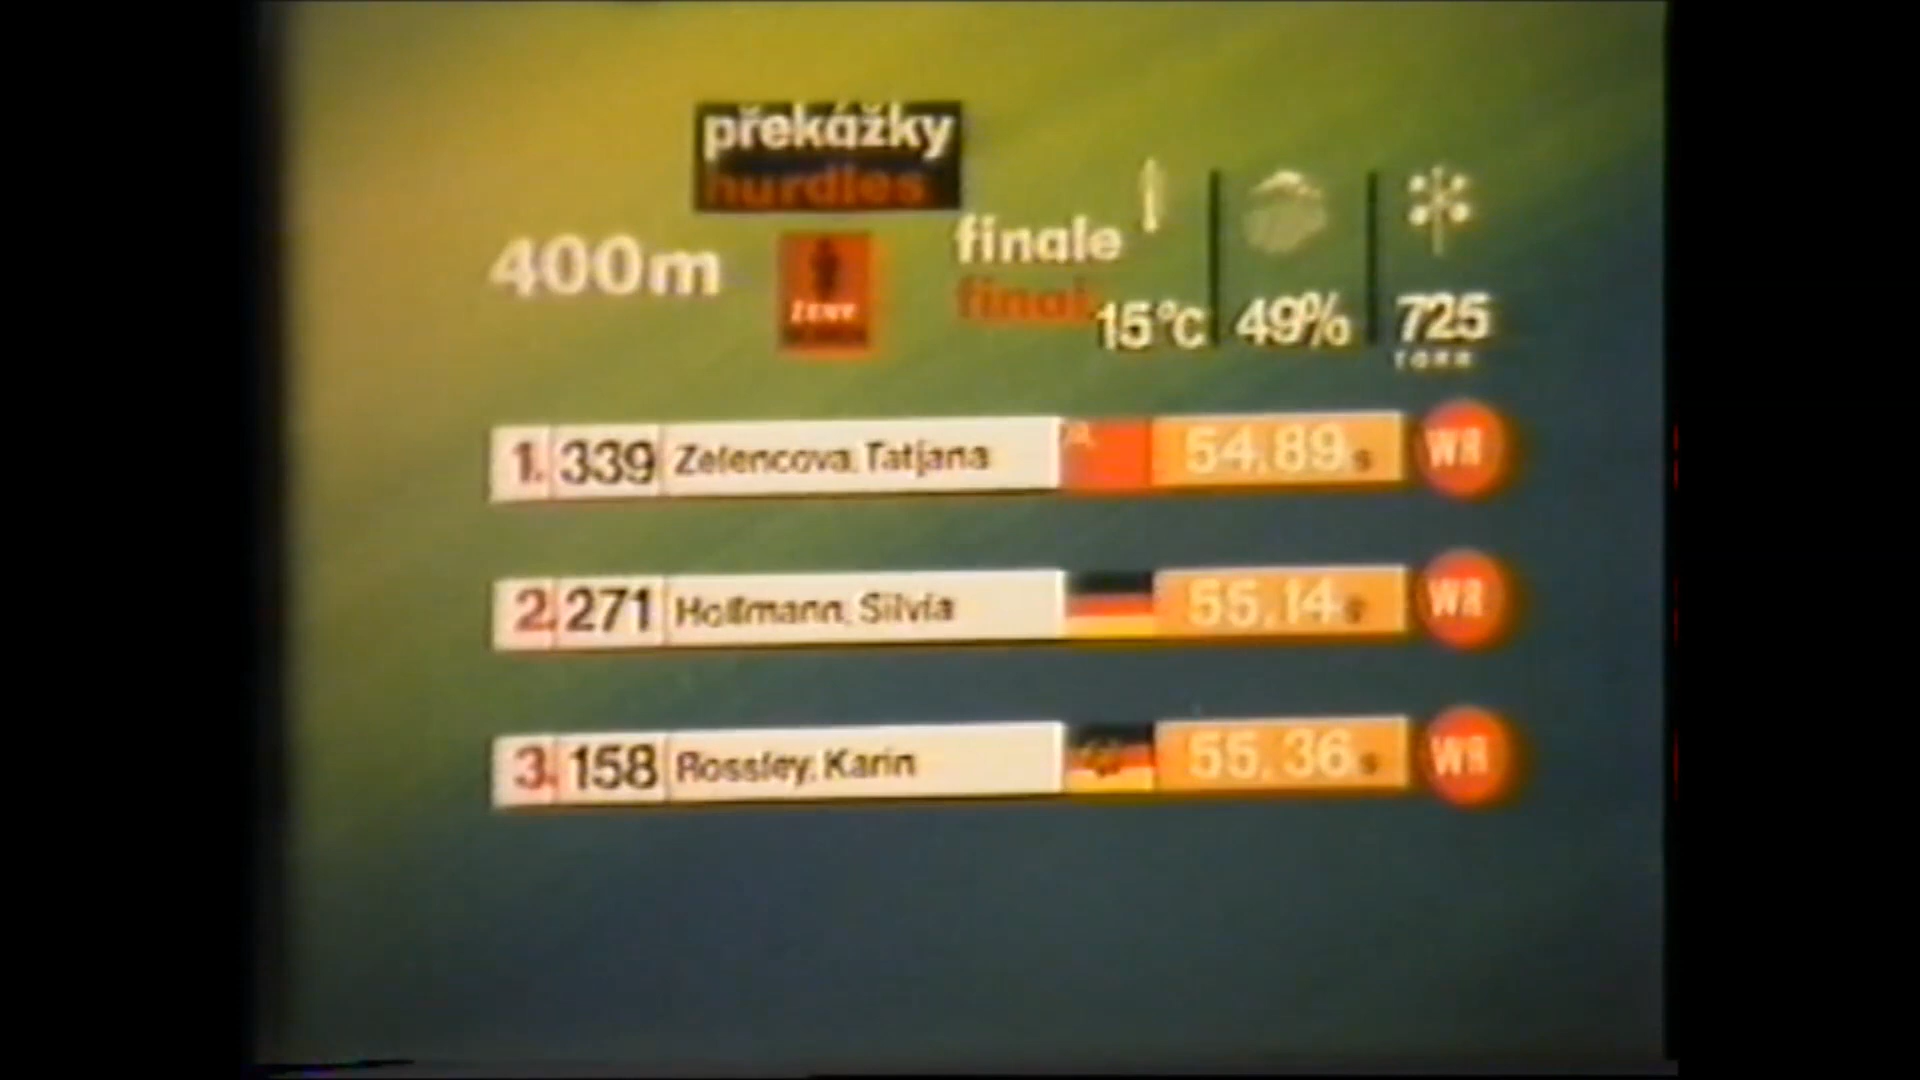 překážky
hurdles
400m
ŽENY
finale
final
15°C
49%
725
TORR
1. 339 Zelencova, Tatjana 54,89 s WR
2. 271 Hollmann, Silvia 55,14 s WR
3. 158 Rossley, Karin 55,36 s WR